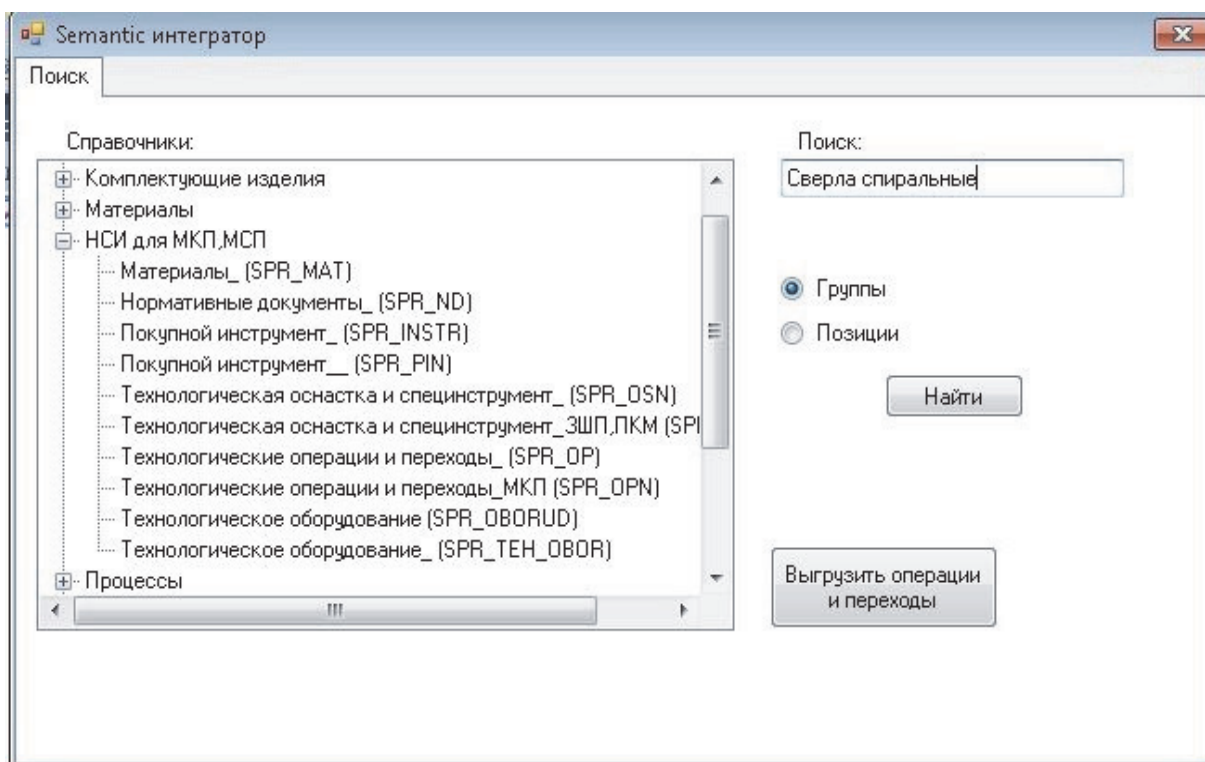 Semantic интегратор
Поиск
Справочники:
Комплектующие изделия
Материалы
НСИ для МКП,МСП
Материалы_ (SPR_MAT)
Нормативные документы_ (SPR_ND)
Покупной инструмент_ (SPR_INSTR)
Покупной инструмент__ (SPR_PIN)
Технологическая оснастка и специнструмент_ (SPR_OSN)
Технологическая оснастка и специнструмент_ЗШП,ПКМ (SPI
Технологические операции и переходы_ (SPR_OP)
Технологические операции и переходы_МКП (SPR_OPN)
Технологическое оборудование (SPR_OBORUD)
Технологическое оборудование_ (SPR_TEH_OBOR)
Процессы
Поиск:
Сверла спиральные
Группы
Позиции
Найти
Выгрузить операции
и переходы